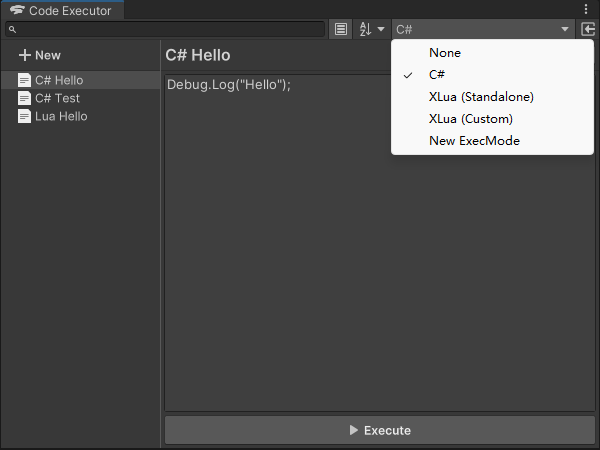 Code Executor
C#
None
C#
XLua (Standalone)
XLua (Custom)
New ExecMode
New
C# Hello
C# Test
Lua Hello
C# Hello
Debug.Log("Hello");
Execute